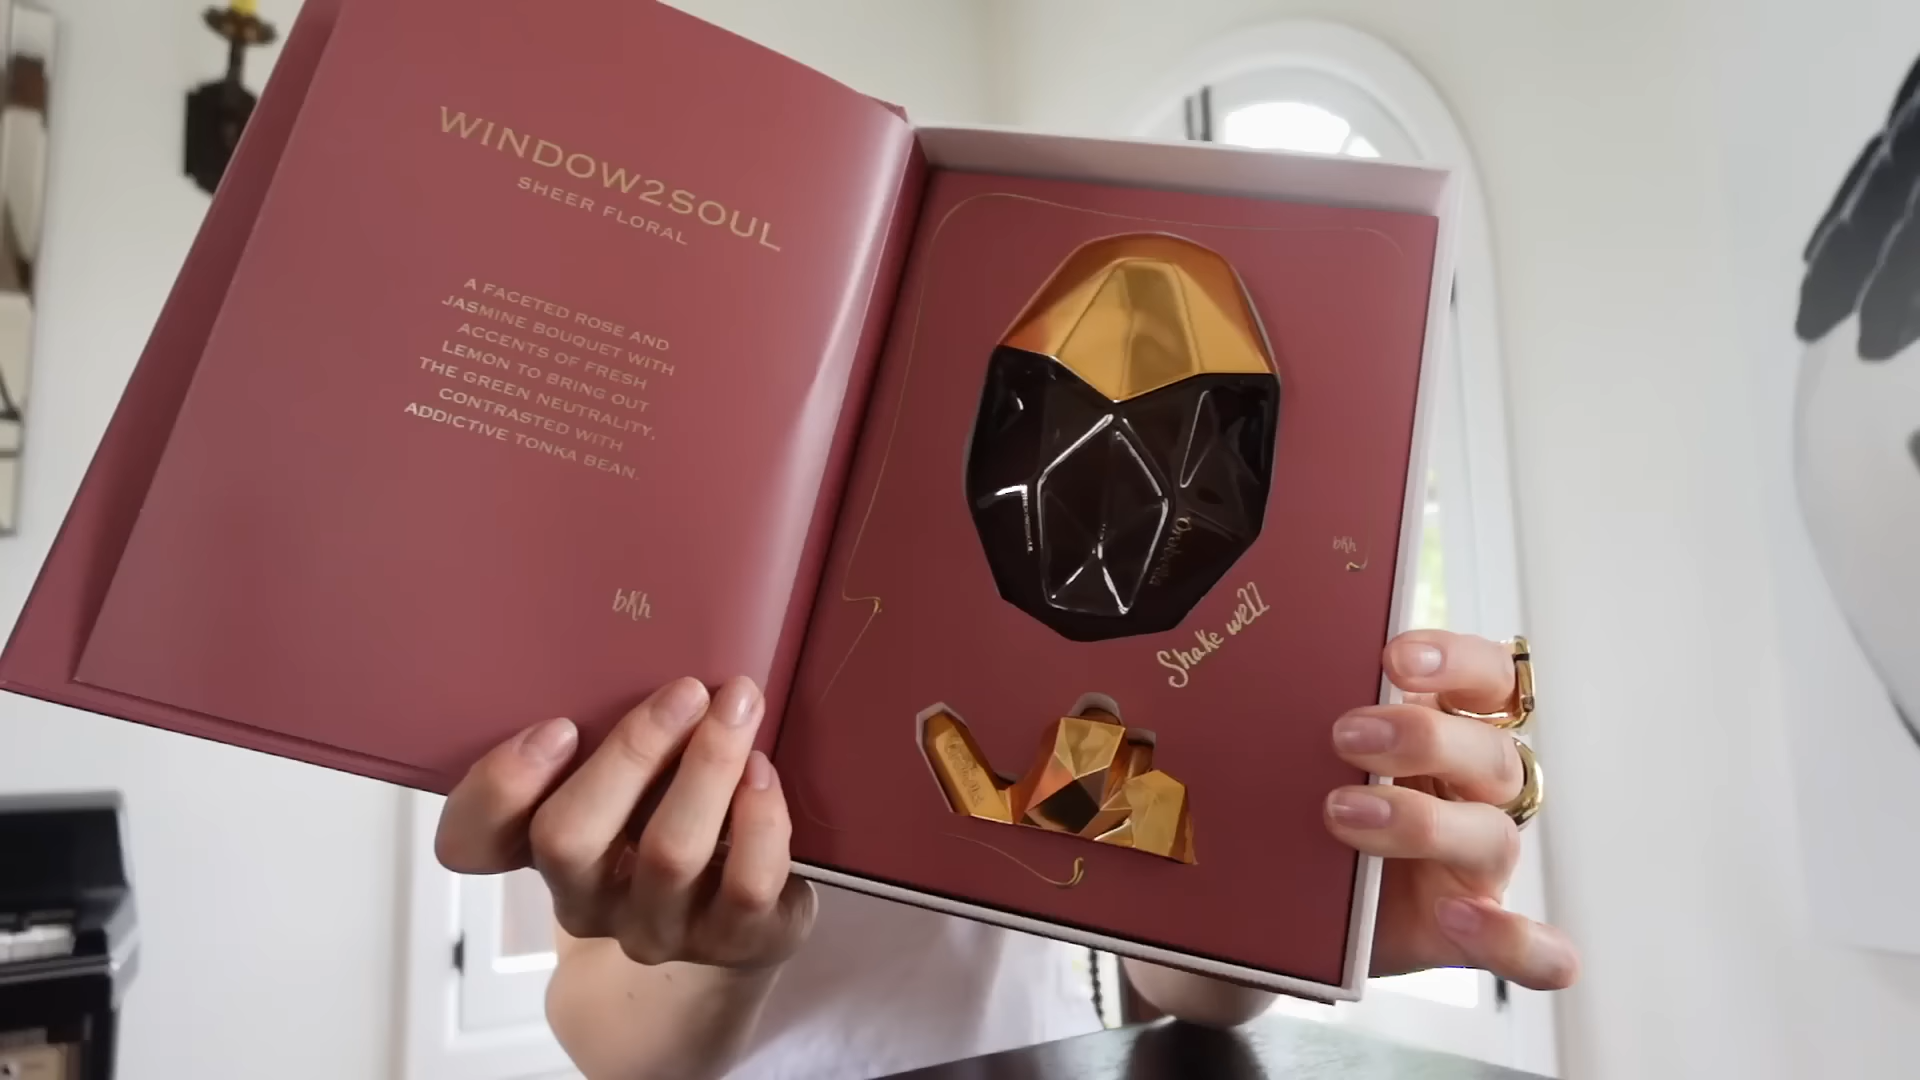 WINDOW2SOUL
SHEER FLORAL
A FACETED ROSE AND
JASMINE BOUQUET WITH
ACCENTS OF FRESH
LEMON TO BRING OUT
THE GREEN NEUTRALITY,
CONTRASTED WITH
ADDICTIVE TONKA BEAN.
bKh
bKh
Shake well